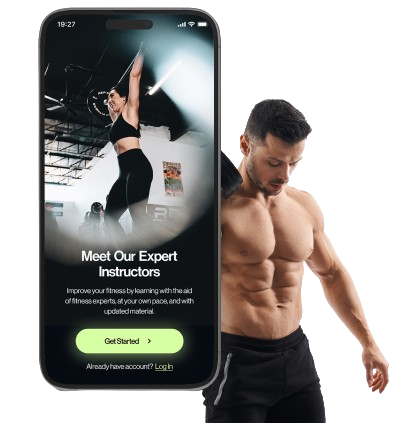 19:27
Meet Our Expert
Instructors
Improve your fitness by learning with the aid
of fitness experts, at your own pace, and with
updated material.
Get Started
Already have account? Log In